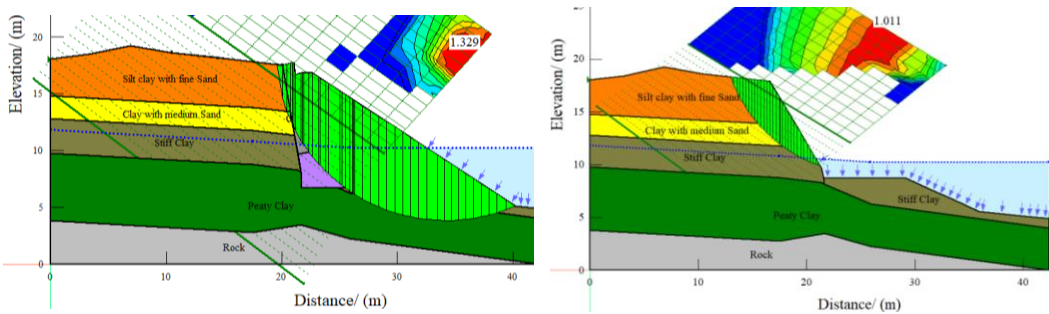 Elevation/ (m)
20
15
10
5
0
1.329
Silt clay with fine Sand
Clay with medium Sand
Stiff Clay
Peaty Clay
Rock
0
10
20
30
40
Distance/ (m)
Elevation/ (m)
20
15
10
5
0
1.011
Silt clay with fine Sand
Clay with medium Sand
Stiff Clay
Stiff Clay
Peaty Clay
Rock
0
10
20
30
40
Distance/ (m)